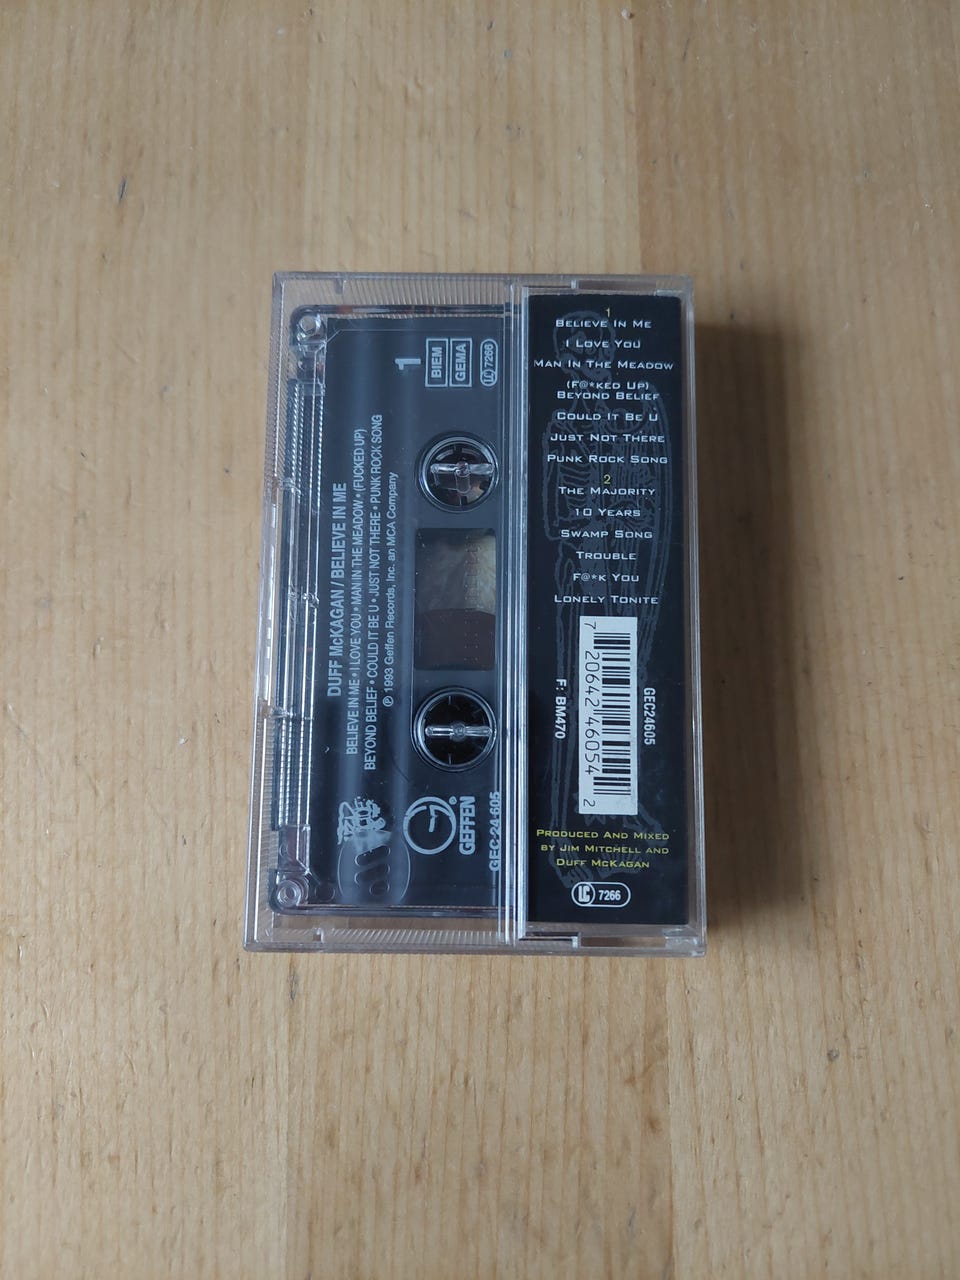 DUFF McKAGAN / BELIEVE IN ME
BELIEVE IN ME • I LOVE YOU • MAN IN THE MEADOW • (FUCKED UP)
BEYOND BELIEF • COULD IT BE U • JUST NOT THERE • PUNK ROCK SONG
℗ 1993 Geffen Records, Inc. an MCA Company
1
BIEM
GEMA
LC 7266
GEFFEN®
GEC 24 605
1
BELIEVE IN ME
I LOVE YOU
MAN IN THE MEADOW
(F@*KED UP)
BEYOND BELIEF
COULD IT BE U
JUST NOT THERE
PUNK ROCK SONG
2
THE MAJORITY
10 YEARS
SWAMP SONG
TROUBLE
F@*K YOU
LONELY TONITE
GEC24605
7 20642 46054 2
F: BM470
PRODUCED AND MIXED
BY JIM MITCHELL AND
DUFF MCKAGAN
LC 7266